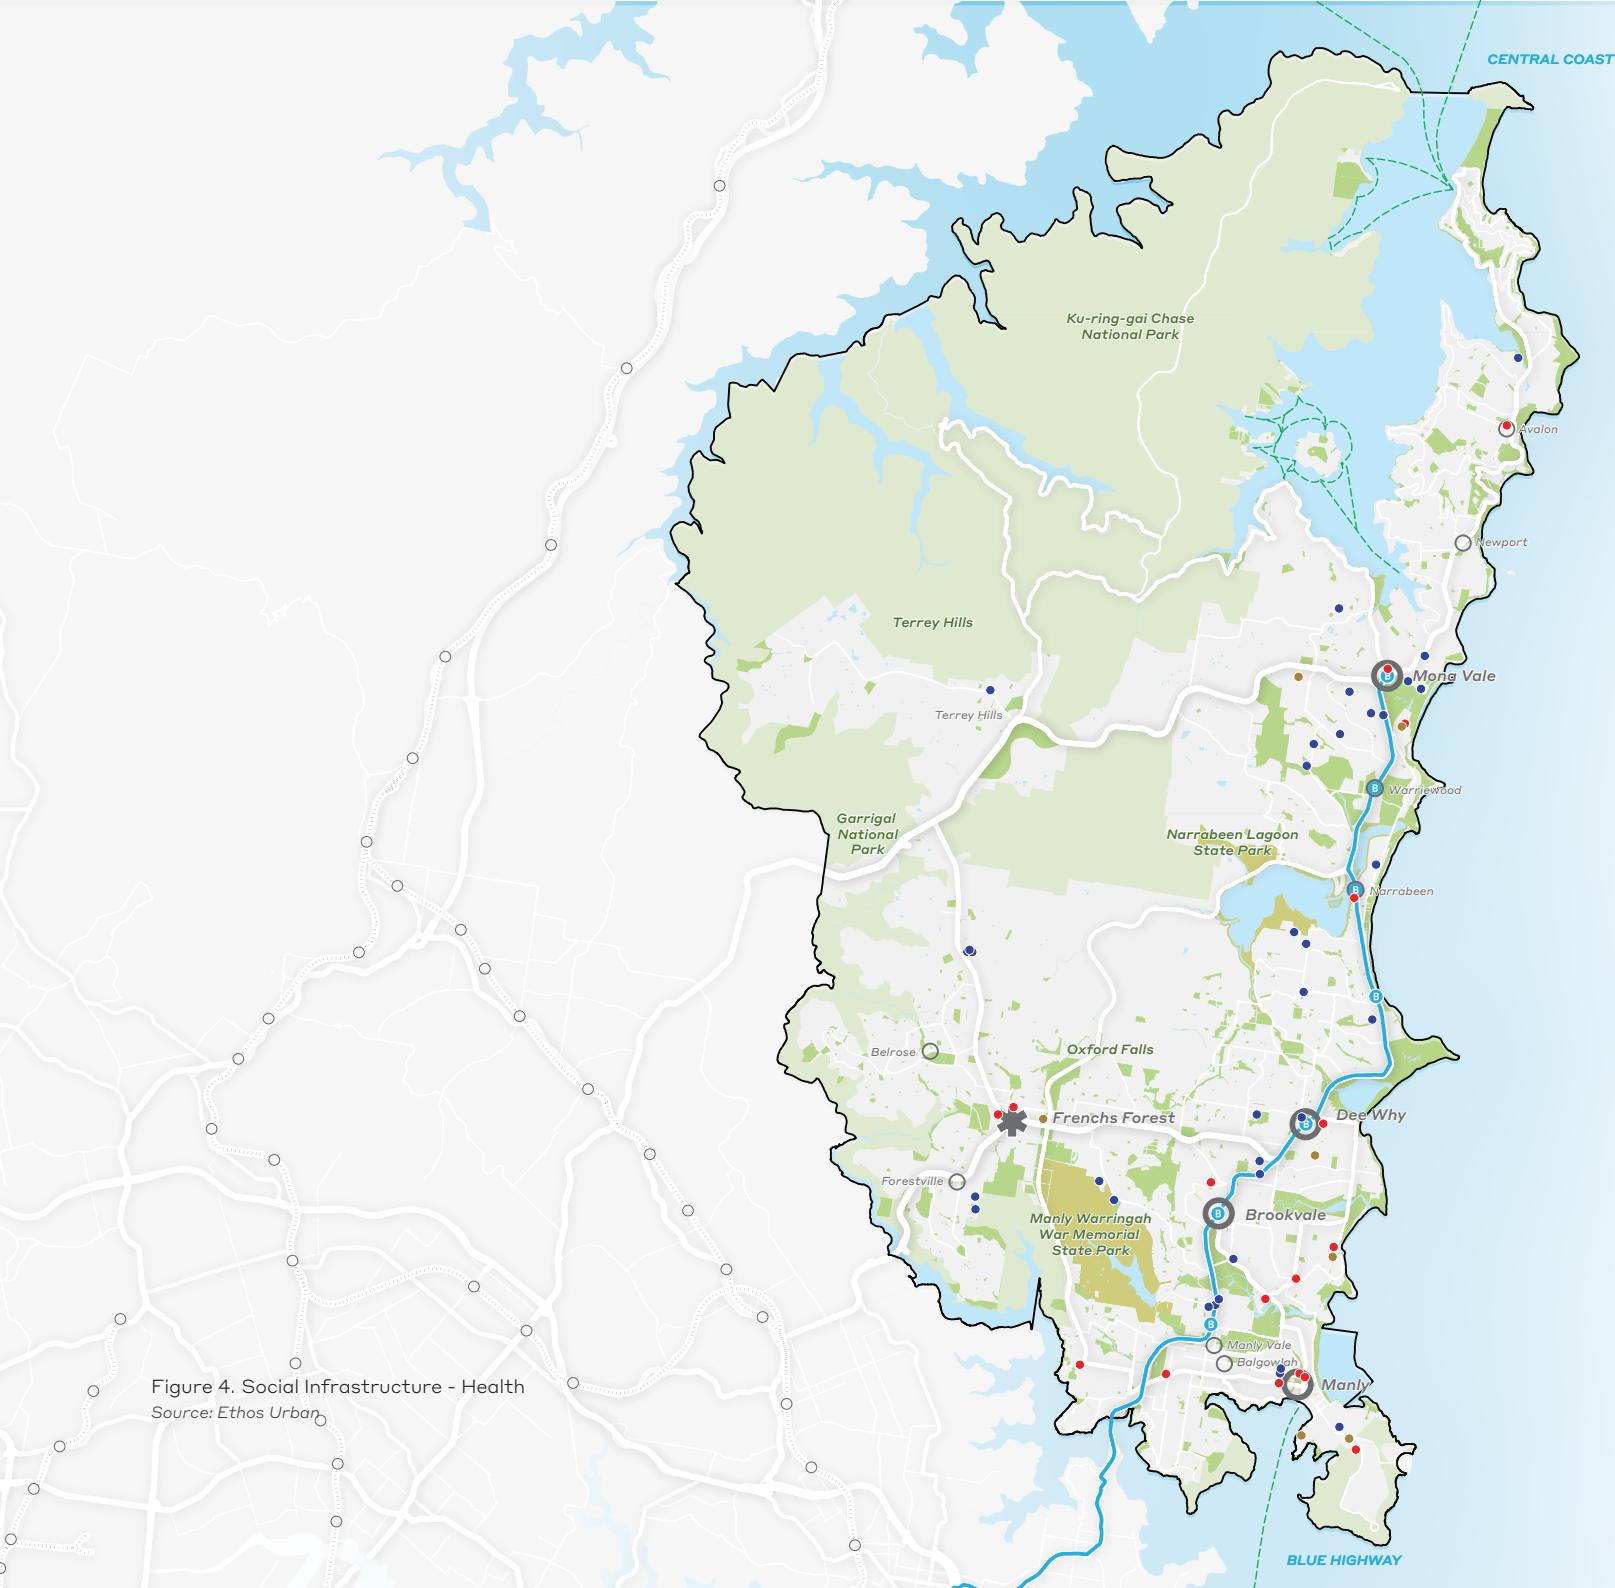 CENTRAL COAST
Ku-ring-gai Chase
National Park
Avalon
Newport
Terrey Hills
B
Mona Vale
Terrey Hills
B
Warriewood
Garrigal
National
Park
Narrabeen Lagoon
State Park
B
Narrabeen
B
Oxford Falls
Belrose
Frenchs Forest
Dee Why
B
Forestville
B
Brookvale
Manly Warringah
War Memorial
State Park
B
Manly Vale
Balgowlah
Manly
Figure 4. Social Infrastructure - Health
Source: Ethos Urban
BLUE HIGHWAY